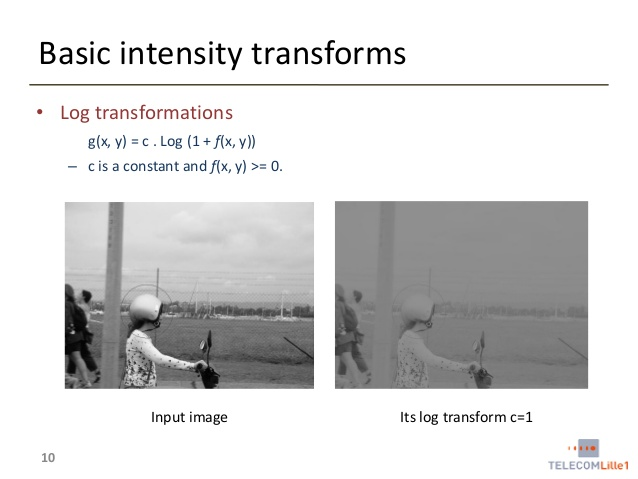 Basic intensity transforms
• Log transformations
g(x, y) = c . Log (1 + f(x, y))
– c is a constant and f(x, y) >= 0.
Input image
Its log transform c=1
10
TELECOMLille1